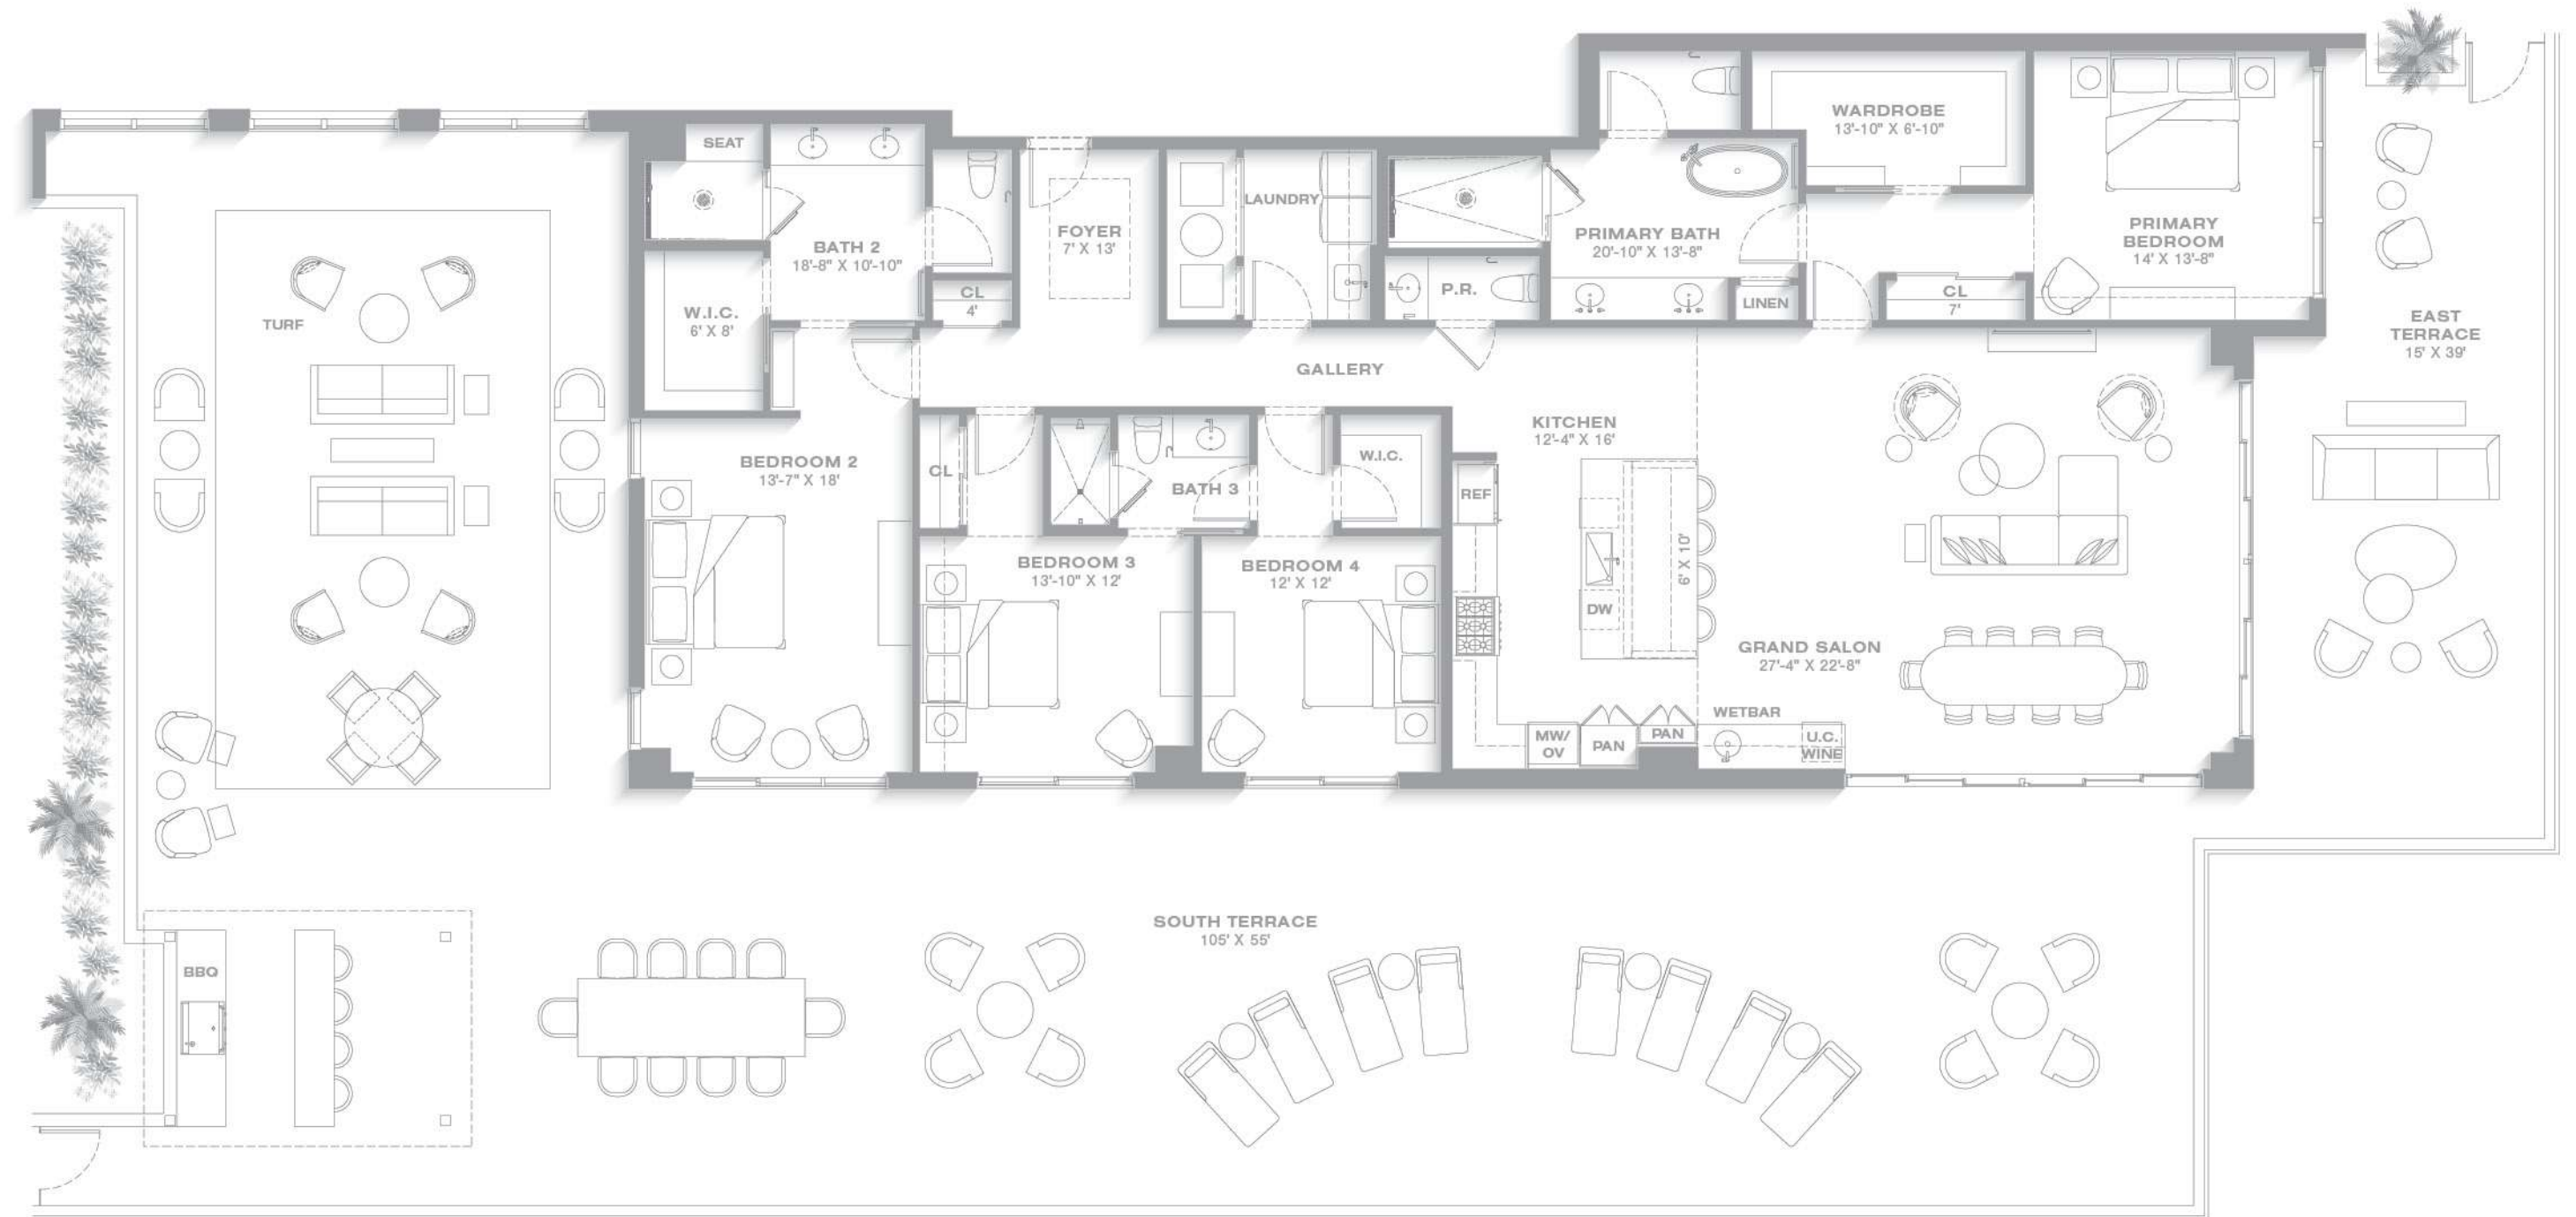 WARDROBE
13'-10" X 6'-10"
SEAT
LAUNDRY
FOYER
7' X 13'
BATH 2
18'-8" X 10'-10"
PRIMARY BATH
20'-10" X 13'-8"
PRIMARY
BEDROOM
14' X 13'-8"
W.I.C.
6' X 8'
CL
4'
P.R.
LINEN
CL
7'
TURF
EAST
TERRACE
15' X 39'
GALLERY
KITCHEN
12'-4" X 16'
BEDROOM 2
13'-7" X 18'
CL
BATH 3
W.I.C.
REF
BEDROOM 3
13'-10" X 12'
BEDROOM 4
12' X 12'
6' X 10'
DW
GRAND SALON
27'-4" X 22'-8"
WETBAR
MW/
OV
PAN
PAN
U.C.
WINE
SOUTH TERRACE
105' X 55'
BBQ